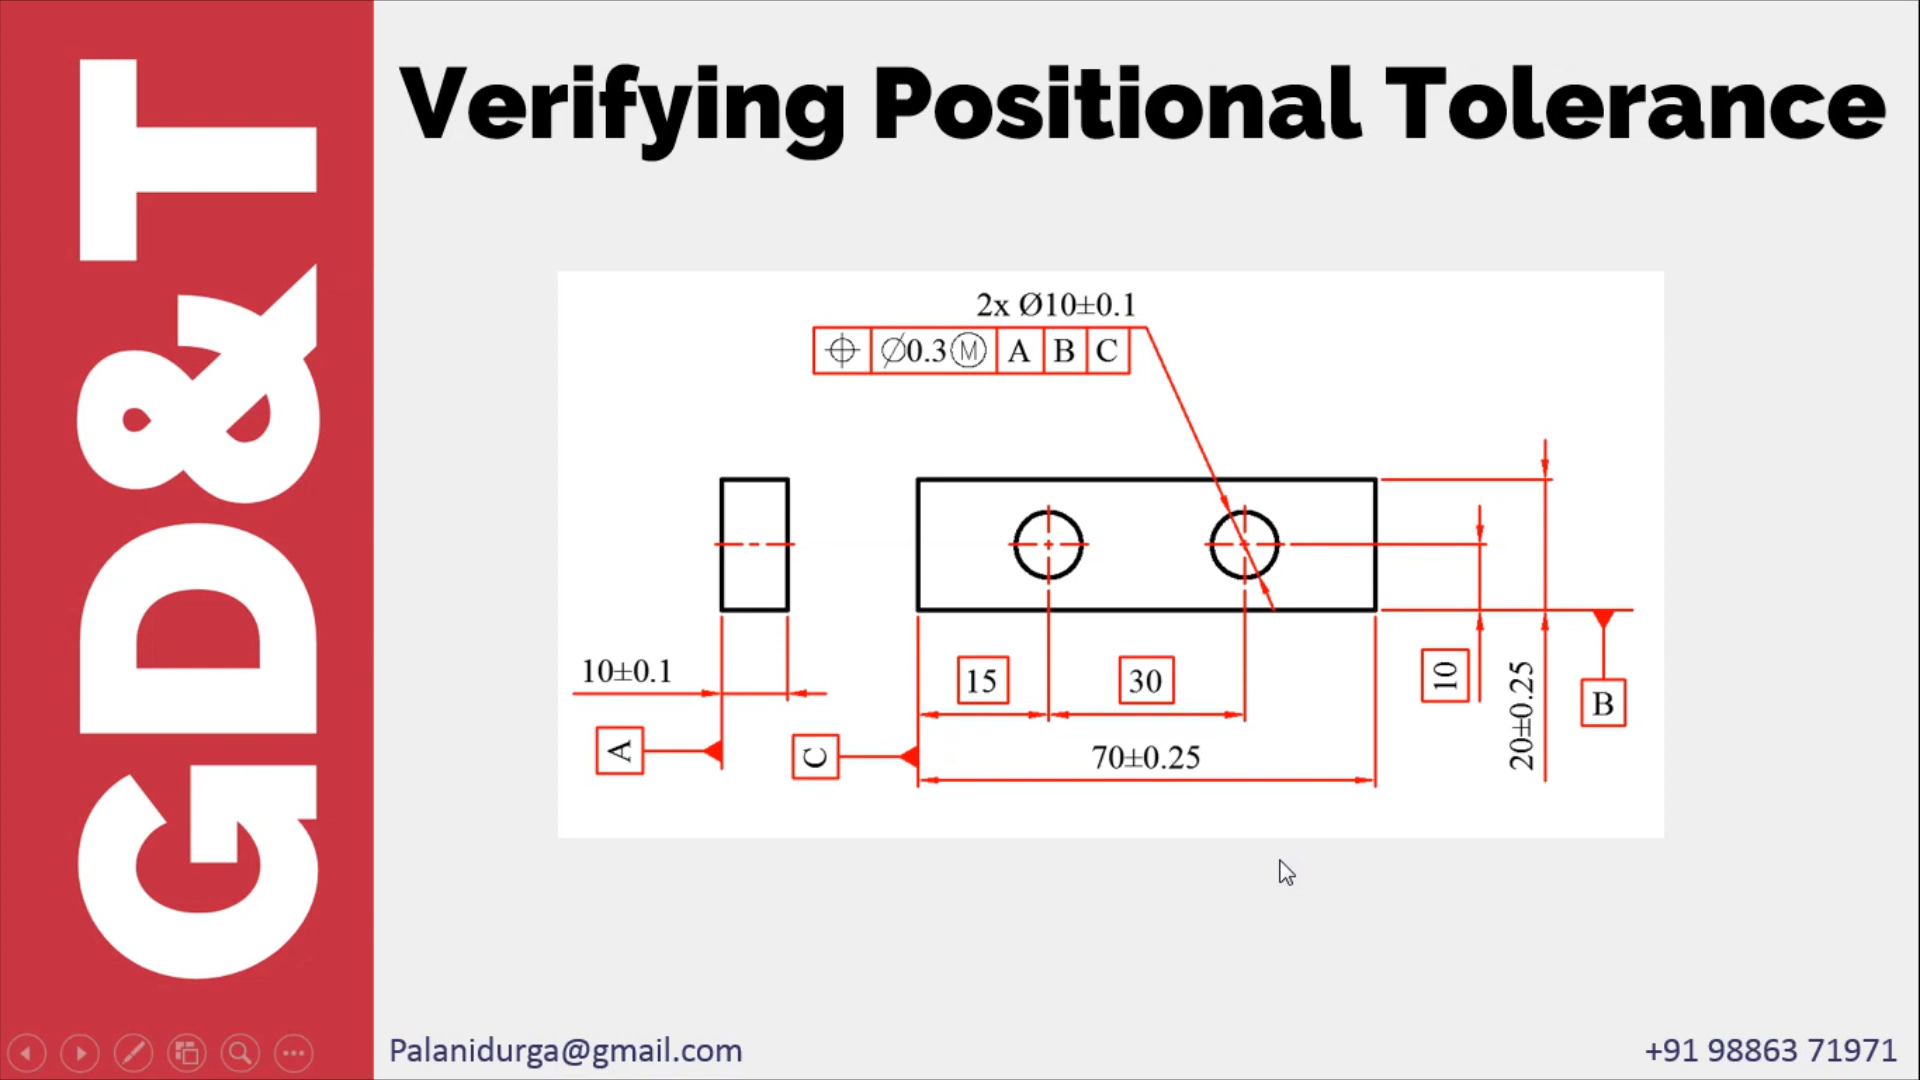 GD&T
Verifying Positional Tolerance
2x Ø10±0.1
⌖ Ø0.3Ⓜ A B C
10±0.1
15
30
10
20±0.25
B
A
C
70±0.25
Palanidurga@gmail.com
+91 98863 71971